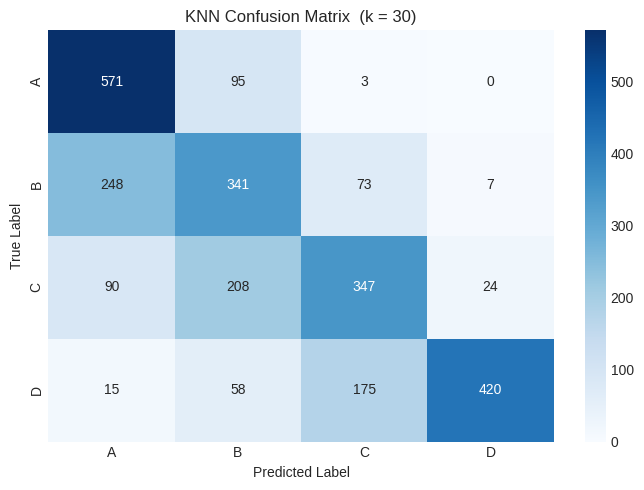 KNN Confusion Matrix  (k = 30)
A 571 95 3 0
B 248 341 73 7
C 90 208 347 24
D 15 58 175 420
A B C D
Predicted Label
True Label
500
400
300
200
100
0